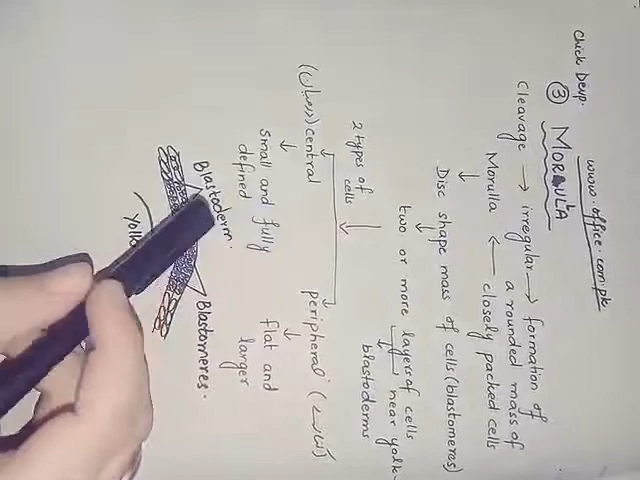 www.office.com.pk
Chick Devp.
③ MORULA
Cleavage → irregular → formation of
a rounded mass of
Morulla ← closely packed cells
Disc shape mass of cells (blastomeres)
two or more layers of cells
near yolk
blastoderms
2 types of
cells
central
peripheral
small and fully
defined
flat and
larger
Blastoderm.
Blastomeres.